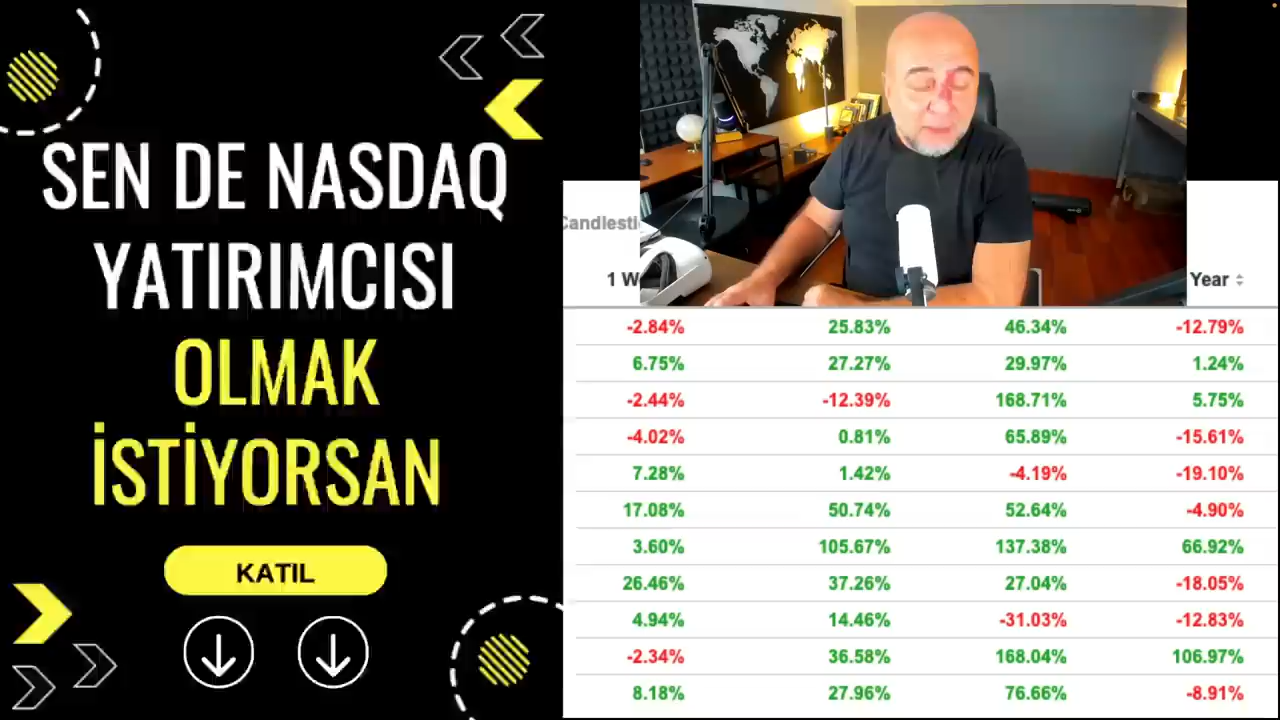 SEN DE NASDAQ
YATIRIMCISI
OLMAK
İSTİYORSAN
KATIL
Candlesti
1 W
Year
-2.84% 25.83% 46.34% -12.79%
6.75% 27.27% 29.97% 1.24%
-2.44% -12.39% 168.71% 5.75%
-4.02% 0.81% 65.89% -15.61%
7.28% 1.42% -4.19% -19.10%
17.08% 50.74% 52.64% -4.90%
3.60% 105.67% 137.38% 66.92%
26.46% 37.26% 27.04% -18.05%
4.94% 14.46% -31.03% -12.83%
-2.34% 36.58% 168.04% 106.97%
8.18% 27.96% 76.66% -8.91%